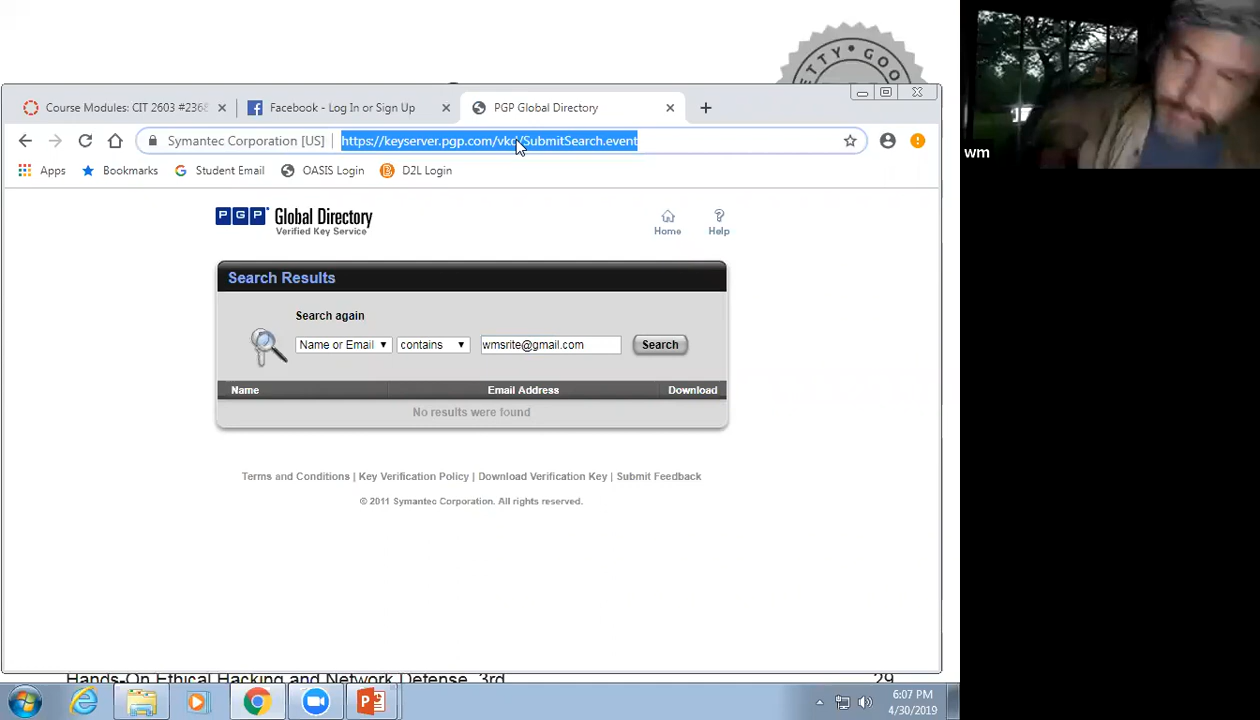 TTY • GOO
Course Modules: CIT 2603 #2368
Facebook - Log In or Sign Up
PGP Global Directory
Symantec Corporation [US]
https://keyserver.pgp.com/vkd/SubmitSearch.event
Apps
Bookmarks
Student Email
OASIS Login
D2L Login
PGP Global Directory
Verified Key Service
Home
Help
Search Results
Search again
Name or Email
contains
wmsrite@gmail.com
Search
Name
Email Address
Download
No results were found
Terms and Conditions | Key Verification Policy | Download Verification Key | Submit Feedback
© 2011 Symantec Corporation. All rights reserved.
Hands-On Ethical Hacking and Network Defense, 3rd
29
6:07 PM
4/30/2019
wm